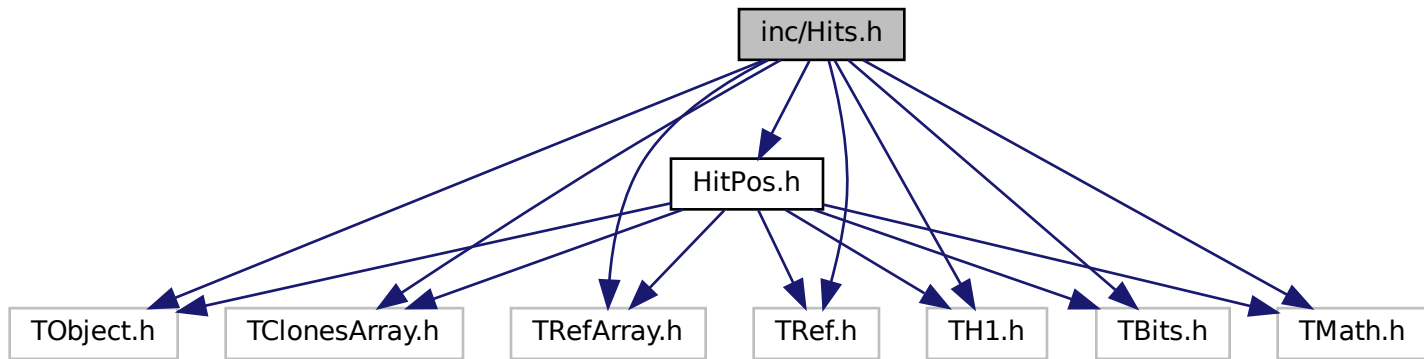 inc/Hits.h
HitPos.h
TObject.h
TClonesArray.h
TRefArray.h
TRef.h
TH1.h
TBits.h
TMath.h